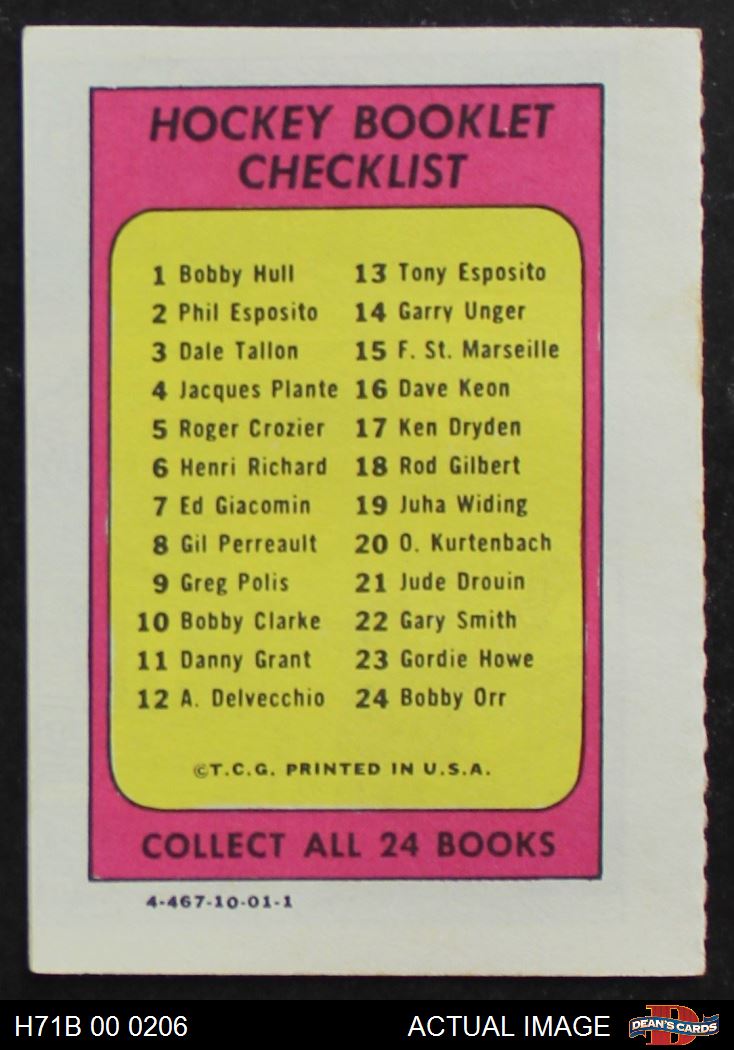 HOCKEY BOOKLET
CHECKLIST
1 Bobby Hull
2 Phil Esposito
3 Dale Tallon
4 Jacques Plante
5 Roger Crozier
6 Henri Richard
7 Ed Giacomin
8 Gil Perreault
9 Greg Polis
10 Bobby Clarke
11 Danny Grant
12 A. Delvecchio
13 Tony Esposito
14 Garry Unger
15 F. St. Marseille
16 Dave Keon
17 Ken Dryden
18 Rod Gilbert
19 Juha Widing
20 O. Kurtenbach
21 Jude Drouin
22 Gary Smith
23 Gordie Howe
24 Bobby Orr
©T.C.G. PRINTED IN U.S.A.
COLLECT ALL 24 BOOKS
4-467-10-01-1
H71B 00 0206
ACTUAL IMAGE
D
DEAN'S CARDS